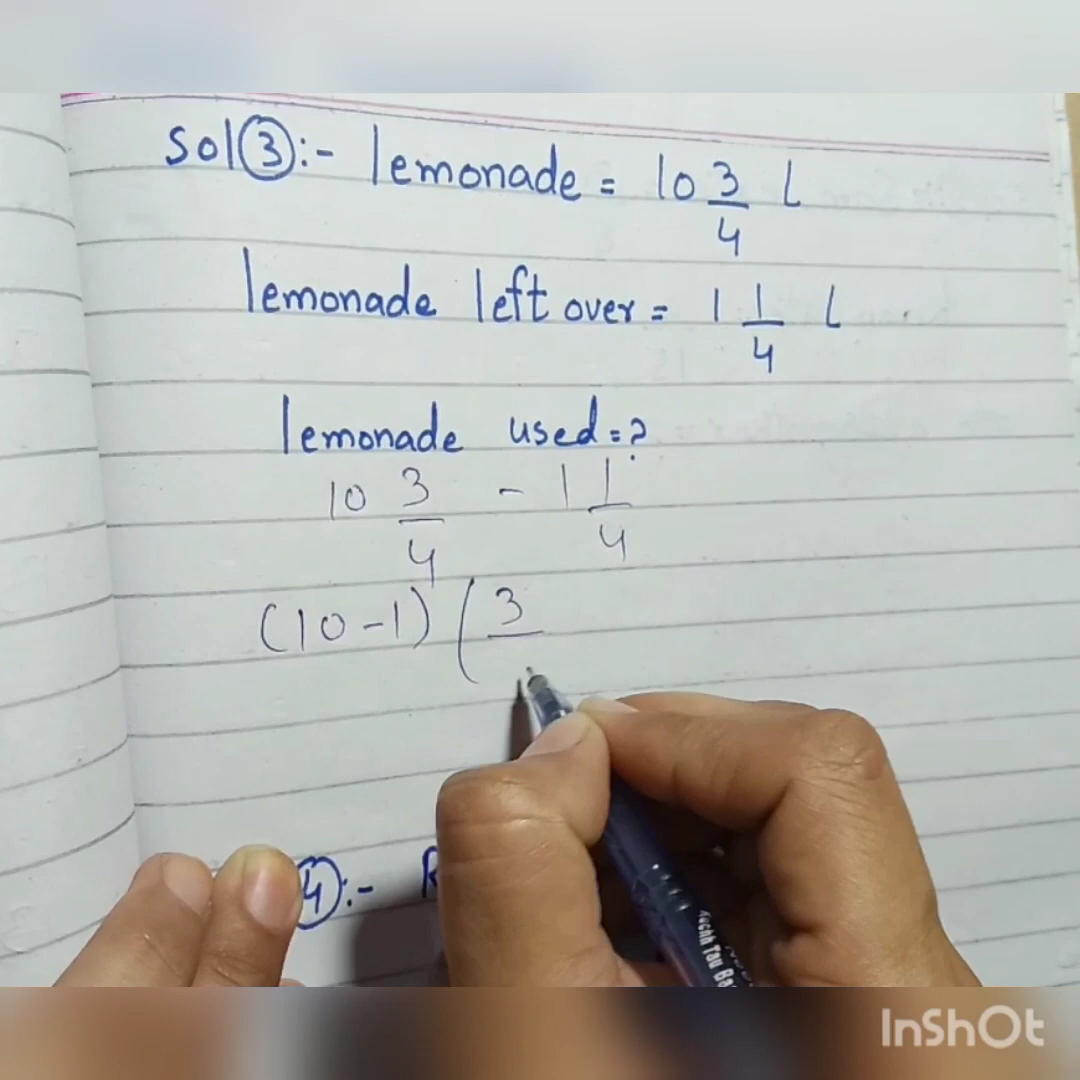 sol③:- lemonade = 10 3/4 L
lemonade left over = 1 1/4 L
lemonade used = ?
10 3/4 - 1 1/4
(10-1) (3
4:- R
InShOt